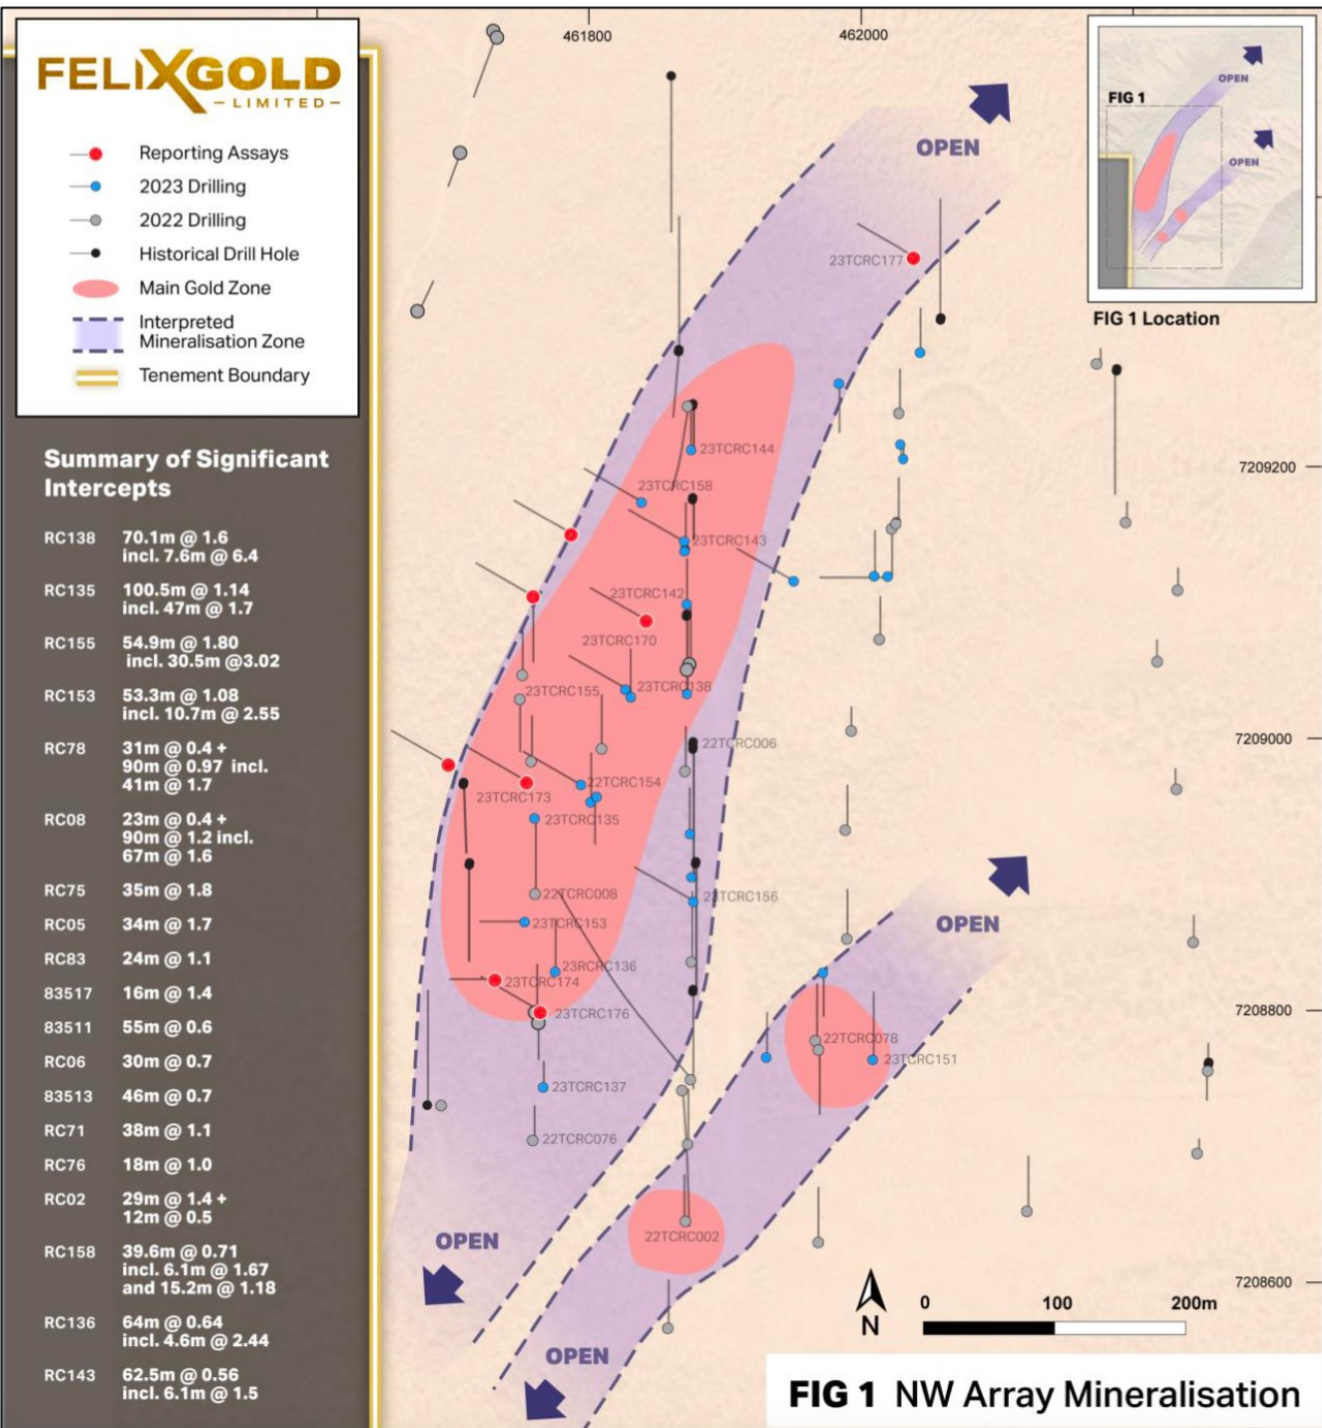 FELIXGOLD
LIMITED
Reporting Assays
2023 Drilling
2022 Drilling
Historical Drill Hole
Main Gold Zone
Interpreted
Mineralisation Zone
Tenement Boundary
Summary of Significant
Intercepts
RC138 70.1m @ 1.6
incl. 7.6m @ 6.4
RC135 100.5m @ 1.14
incl. 47m @ 1.7
RC155 54.9m @ 1.80
incl. 30.5m @3.02
RC153 53.3m @ 1.08
incl. 10.7m @ 2.55
RC78 31m @ 0.4 +
90m @ 0.97 incl.
41m @ 1.7
RC08 23m @ 0.4 +
90m @ 1.2 incl.
67m @ 1.6
RC75 35m @ 1.8
RC05 34m @ 1.7
RC83 24m @ 1.1
83517 16m @ 1.4
83511 55m @ 0.6
RC06 30m @ 0.7
83513 46m @ 0.7
RC71 38m @ 1.1
RC76 18m @ 1.0
RC02 29m @ 1.4 +
12m @ 0.5
RC158 39.6m @ 0.71
incl. 6.1m @ 1.67
and 15.2m @ 1.18
RC136 64m @ 0.64
incl. 4.6m @ 2.44
RC143 62.5m @ 0.56
incl. 6.1m @ 1.5
461800
462000
OPEN
23TCRC177
23TCRC144
23TCRC158
23TCRC143
23TCRC142
23TCRC170
23TCRC138
23TCRC155
22TCRC006
22TCRC154
23TCRC173
23TCRC135
22TCRC008
23TCRC156
23TCRC153
23RCRC136
23TCRC174
23TCRC176
23TCRC137
22TCRC076
OPEN
22TCRC078
23TCRC151
22TCRC002
OPEN
OPEN
OPEN
FIG 1
OPEN
FIG 1 Location
7209200
7209000
7208800
7208600
N
0 100 200m
FIG 1 NW Array Mineralisation